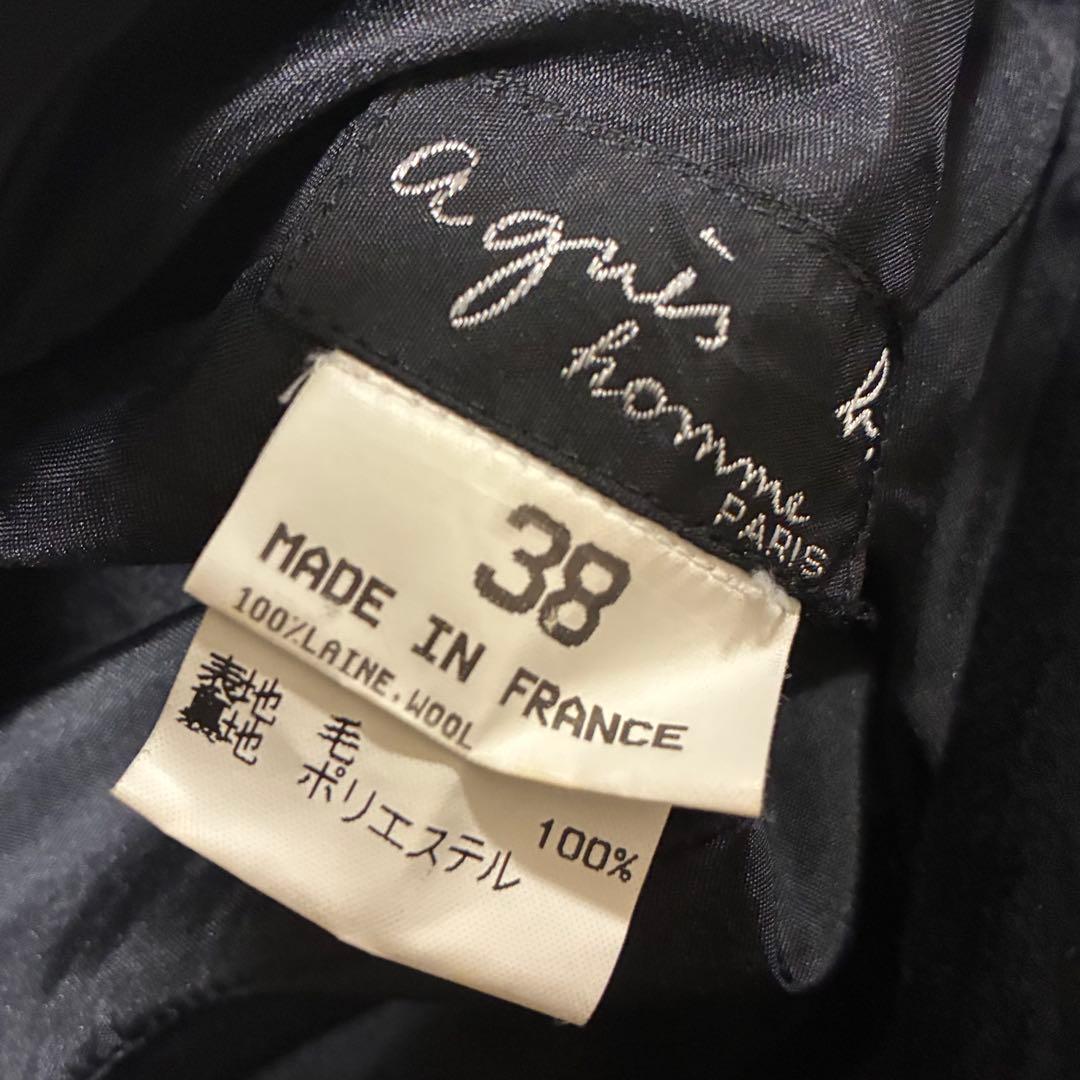 agnès b.
homme
PARIS
38
MADE IN FRANCE
100%LAINE.WOOL
表地 毛
裏地 ポリエステル 100%